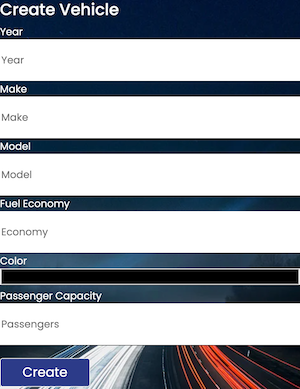 Create Vehicle
Year
Year
Make
Make
Model
Model
Fuel Economy
Economy
Color
Passenger Capacity
Passengers
Create